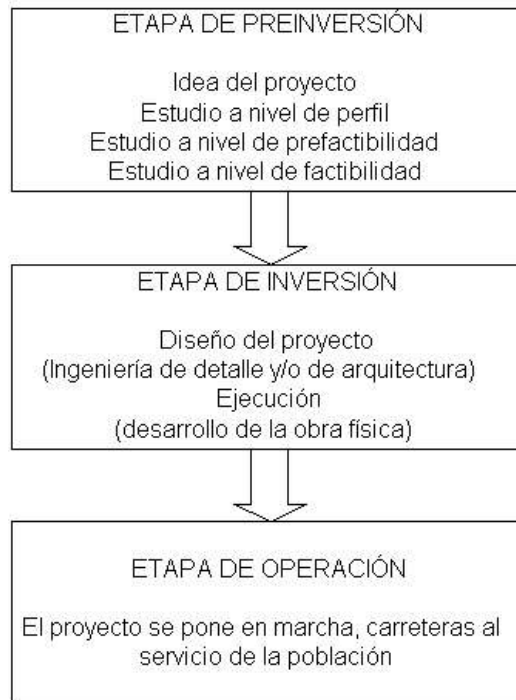 ETAPA DE PREINVERSIÓN
Idea del proyecto
Estudio a nivel de perfil
Estudio a nivel de prefactibilidad
Estudio a nivel de factibilidad
ETAPA DE INVERSIÓN
Diseño del proyecto
(Ingeniería de detalle y/o de arquitectura)
Ejecución
(desarrollo de la obra física)
ETAPA DE OPERACIÓN
El proyecto se pone en marcha, carreteras al
servicio de la población